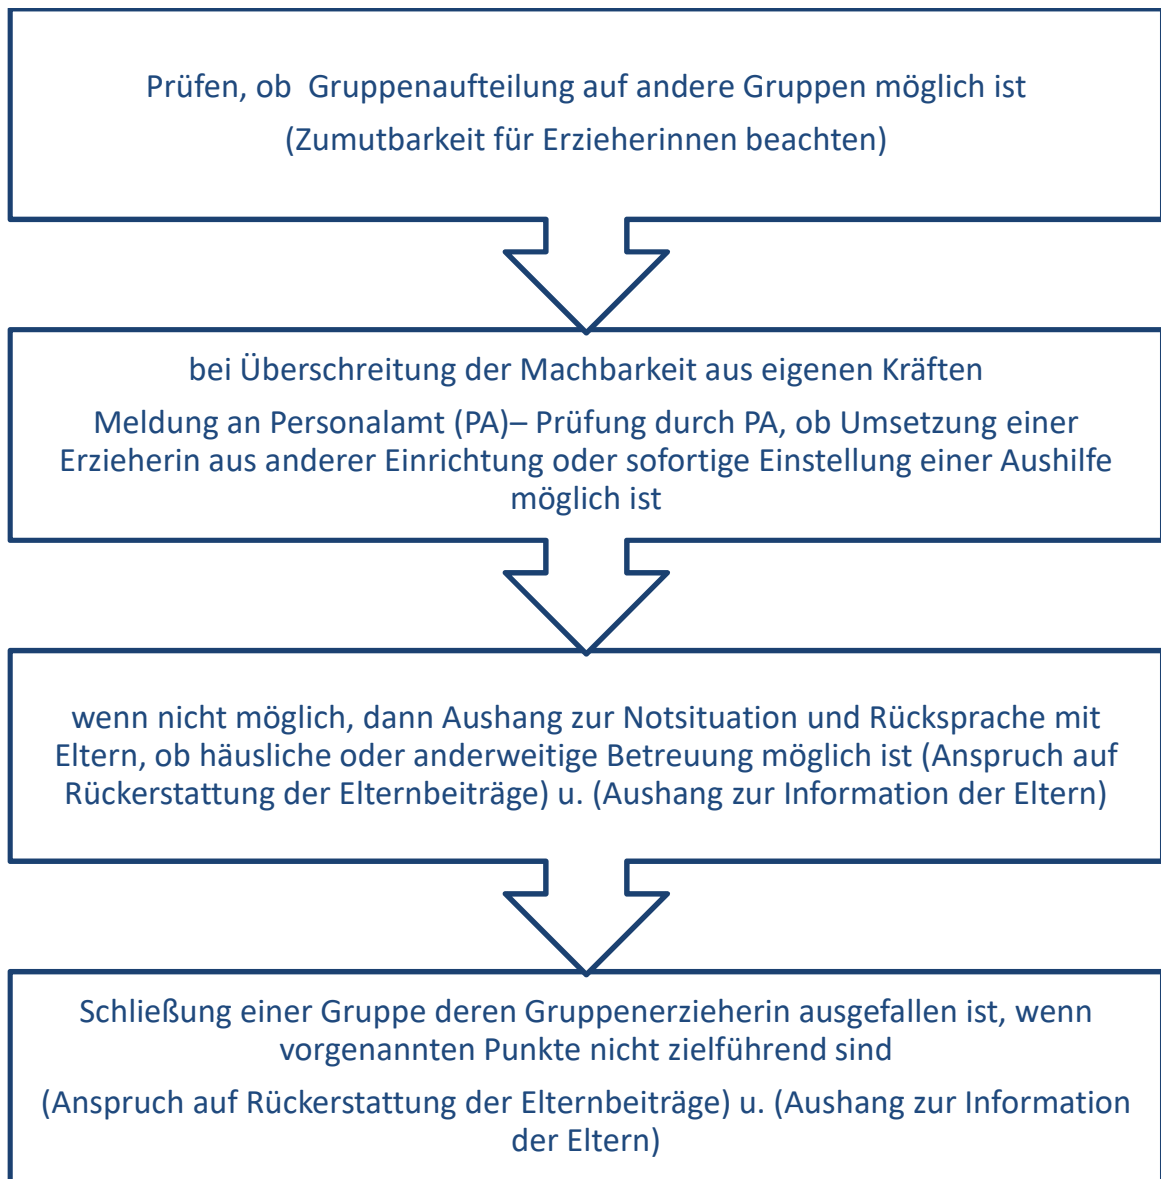 Prüfen, ob  Gruppenaufteilung auf andere Gruppen möglich ist
(Zumutbarkeit für Erzieherinnen beachten)
bei Überschreitung der Machbarkeit aus eigenen Kräften
Meldung an Personalamt (PA)– Prüfung durch PA, ob Umsetzung einer
Erzieherin aus anderer Einrichtung oder sofortige Einstellung einer Aushilfe
möglich ist
wenn nicht möglich, dann Aushang zur Notsituation und Rücksprache mit
Eltern, ob häusliche oder anderweitige Betreuung möglich ist (Anspruch auf
Rückerstattung der Elternbeiträge) u. (Aushang zur Information der Eltern)
Schließung einer Gruppe deren Gruppenerzieherin ausgefallen ist, wenn
vorgenannten Punkte nicht zielführend sind
(Anspruch auf Rückerstattung der Elternbeiträge) u. (Aushang zur Information
der Eltern)